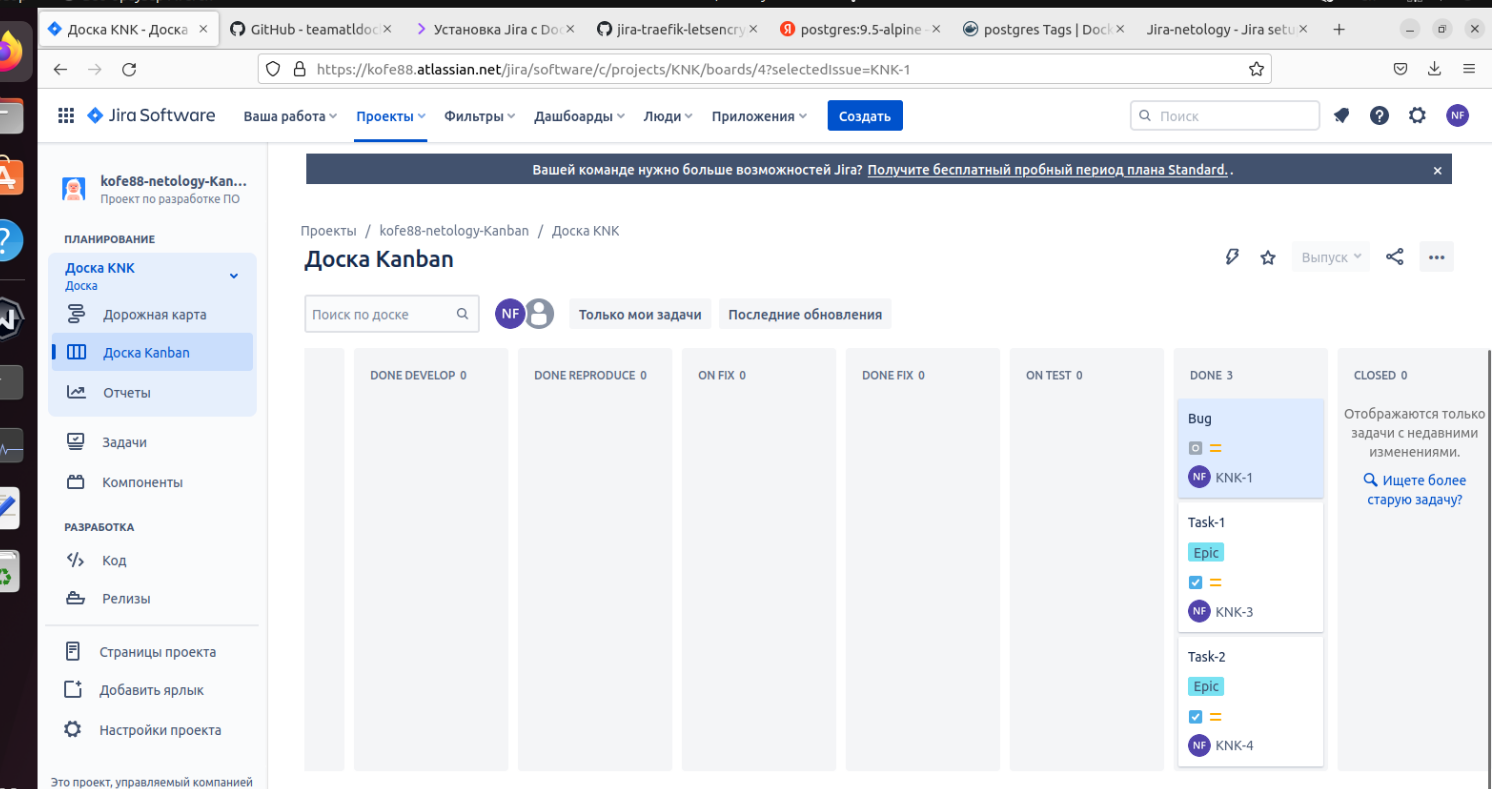 Доска KNK - Доска
GitHub - teamatldoc
Установка Jira с Doc
jira-traefik-letsencry
postgres:9.5-alpine -
postgres Tags | Dock
Jira-netology - Jira setu
https://kofe88.atlassian.net/jira/software/c/projects/KNK/boards/4?selectedIssue=KNK-1
Jira Software
Ваша работа
Проекты
Фильтры
Дашбоарды
Люди
Приложения
Создать
Поиск
NF
kofe88-netology-Kan...
Проект по разработке ПО
ПЛАНИРОВАНИЕ
Доска KNK
Доска
Дорожная карта
Доска Kanban
Отчеты
Задачи
Компоненты
РАЗРАБОТКА
Код
Релизы
Страницы проекта
Добавить ярлык
Настройки проекта
Это проект, управляемый компанией
Вашей команде нужно больше возможностей Jira? Получите бесплатный пробный период плана Standard. .
Проекты / kofe88-netology-Kanban / Доска KNK
Доска Kanban
Выпуск
Поиск по доске
NF
Только мои задачи
Последние обновления
DONE DEVELOP 0
DONE REPRODUCE 0
ON FIX 0
DONE FIX 0
ON TEST 0
DONE 3
Bug
NF KNK-1
Task-1
Epic
NF KNK-3
Task-2
Epic
NF KNK-4
CLOSED 0
Отображаются только
задачи с недавними
изменениями.
Ищете более
старую задачу?